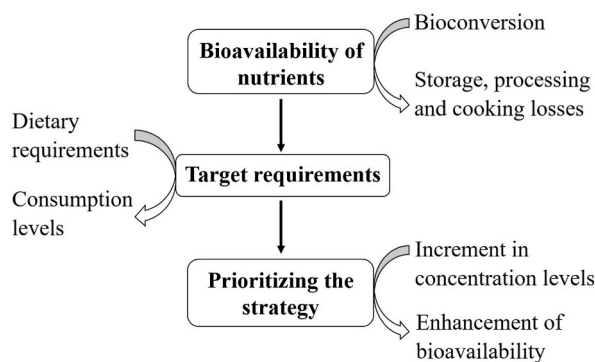 Bioavailability of
nutrients
Bioconversion
Storage, processing
and cooking losses
Dietary
requirements
Consumption
levels
Target requirements
Prioritizing the
strategy
Increment in
concentration levels
Enhancement of
bioavailability